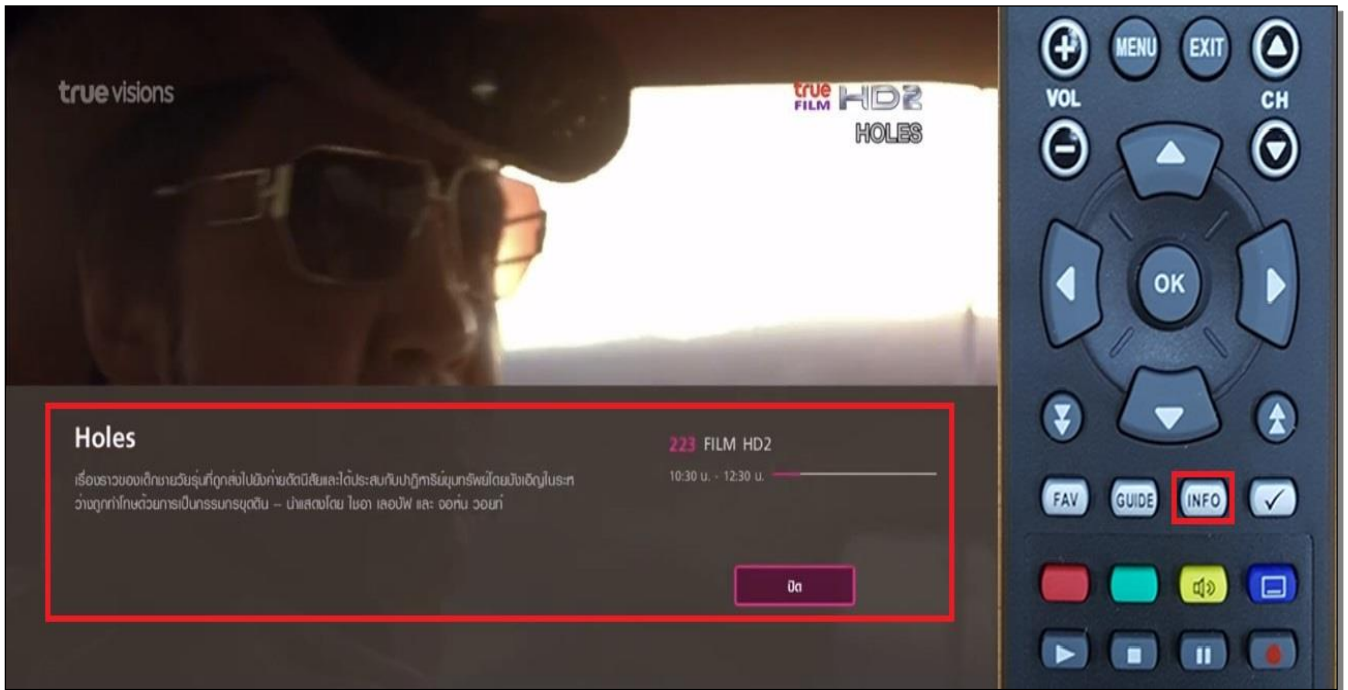 true visions
true
FILM HD2
HOLES
Holes
เรื่องราวของเด็กชายวัยรุ่นที่ถูกส่งไปยังค่ายดัดนิสัยและได้ประสบกับปาฏิหาริย์ขุมทรัพย์โดยบังเอิญในระห
ว่างถูกทำโทษด้วยการเป็นกรรมกรขุดดิน – นำแสดงโดย ไชอา เลอบัฟ และ จอห์น วอยท์
223 FILM HD2
10:30 น. - 12:30 น.
ปิด
MENU EXIT
VOL CH
OK
FAV GUIDE INFO